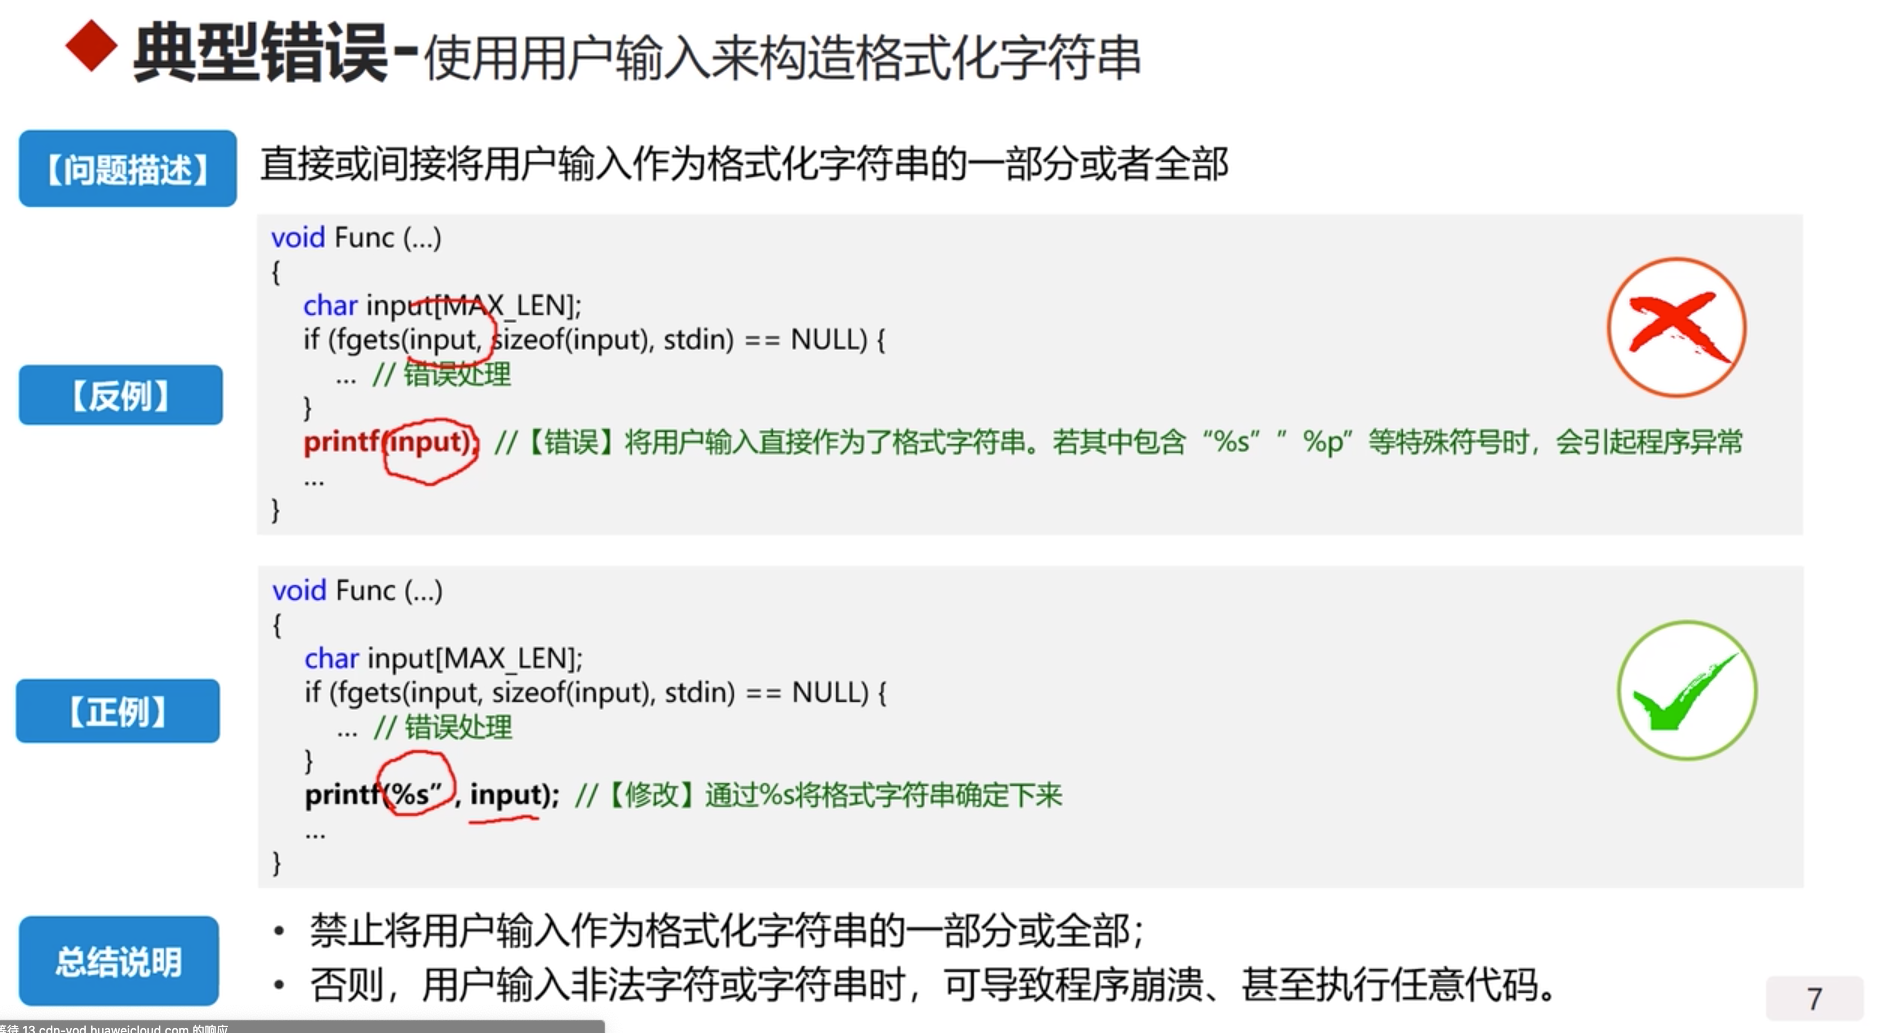 典型错误-使用用户输入来构造格式化字符串
【问题描述】 直接或间接将用户输入作为格式化字符串的一部分或者全部
void Func (...)
{
char input[MAX_LEN];
if (fgets(input, sizeof(input), stdin) == NULL) {
... // 错误处理
}
【反例】
printf(input); //【错误】将用户输入直接作为了格式字符串。若其中包含“%s””%p”等特殊符号时，会引起程序异常
...
}
void Func (...)
{
char input[MAX_LEN];
if (fgets(input, sizeof(input), stdin) == NULL) {
【正例】
... // 错误处理
}
printf(“%s”, input); //【修改】通过%s将格式字符串确定下来
...
}
总结说明
• 禁止将用户输入作为格式化字符串的一部分或全部；
• 否则，用户输入非法字符或字符串时，可导致程序崩溃、甚至执行任意代码。
7
等待 13.cdn-vod.huaweicloud.com 的响应